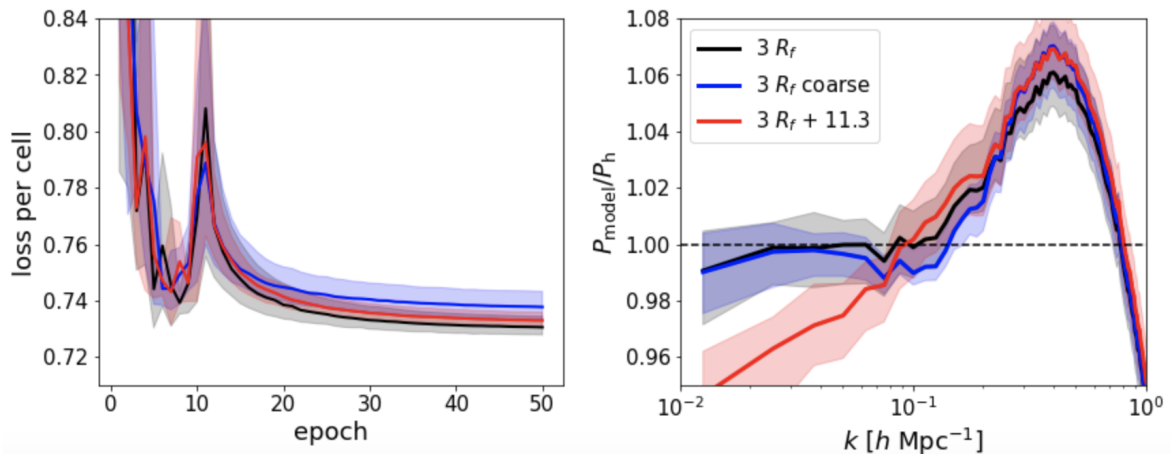 0.84
0.82
0.80
0.78
0.76
0.74
0.72
loss per cell
0 10 20 30 40 50
epoch
1.08
1.06
1.04
1.02
1.00
0.98
0.96
P_model/P_h
3 R_f
3 R_f coarse
3 R_f + 11.3
10^−2 10^−1 10^0
k [h Mpc^−1]